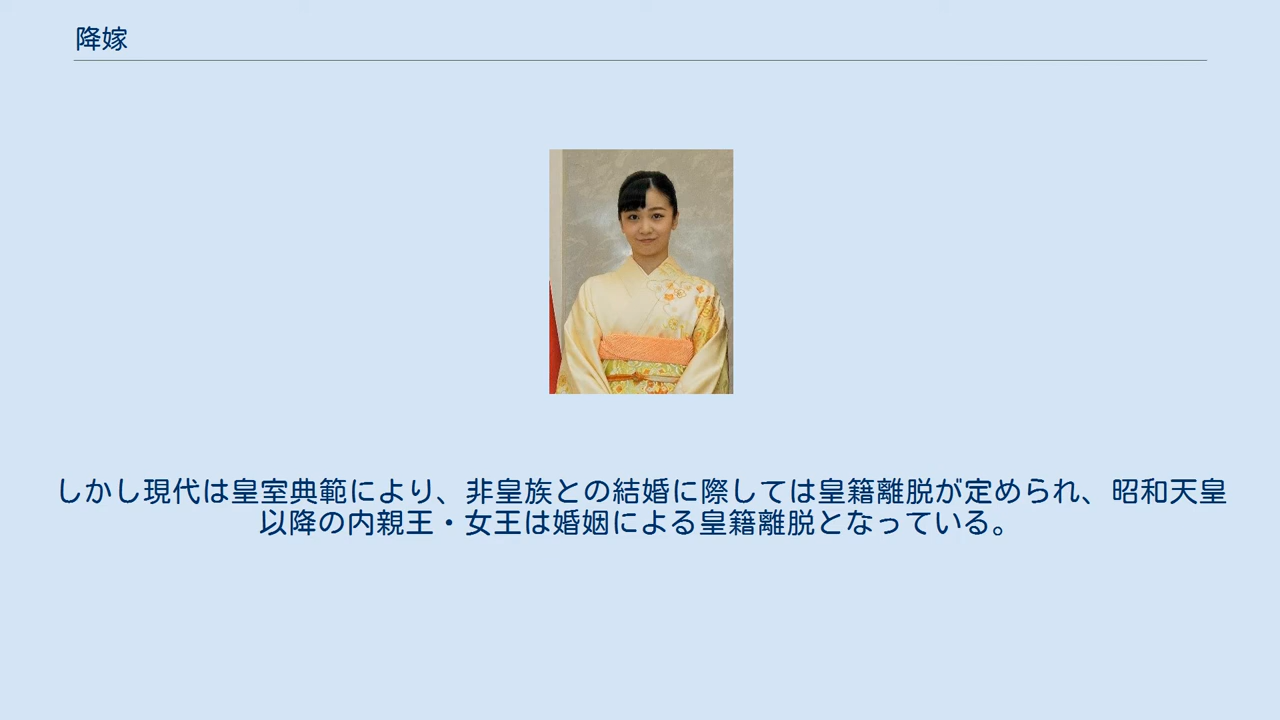 降嫁
しかし現代は皇室典範により、非皇族との結婚に際しては皇籍離脱が定められ、昭和天皇
以降の内親王・女王は婚姻による皇籍離脱となっている。